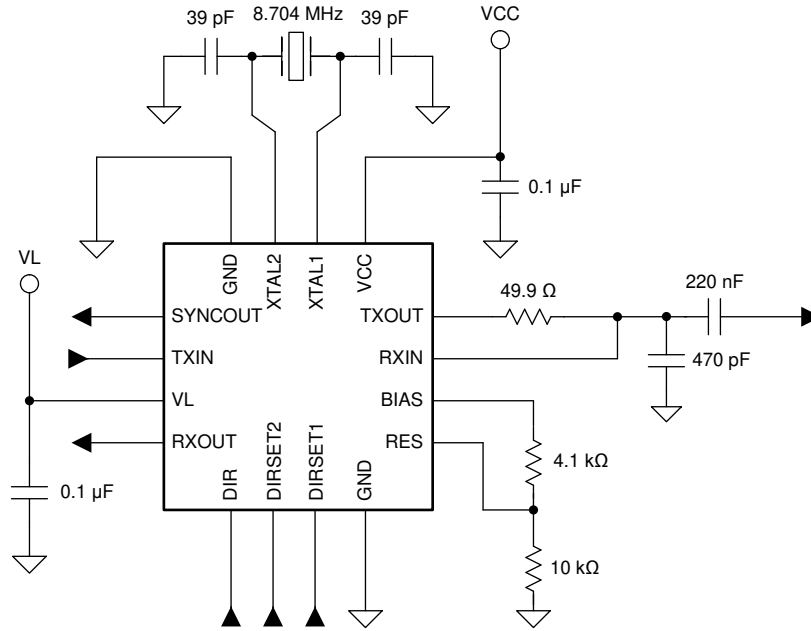 39 pF
8.704 MHz
39 pF
VCC
0.1 µF
VL
GND
XTAL2
XTAL1
VCC
49.9 Ω
220 nF
SYNCOUT
TXOUT
TXIN
RXIN
470 pF
VL
BIAS
RXOUT
RES
4.1 kΩ
0.1 µF
DIR
DIRSET2
DIRSET1
GND
10 kΩ